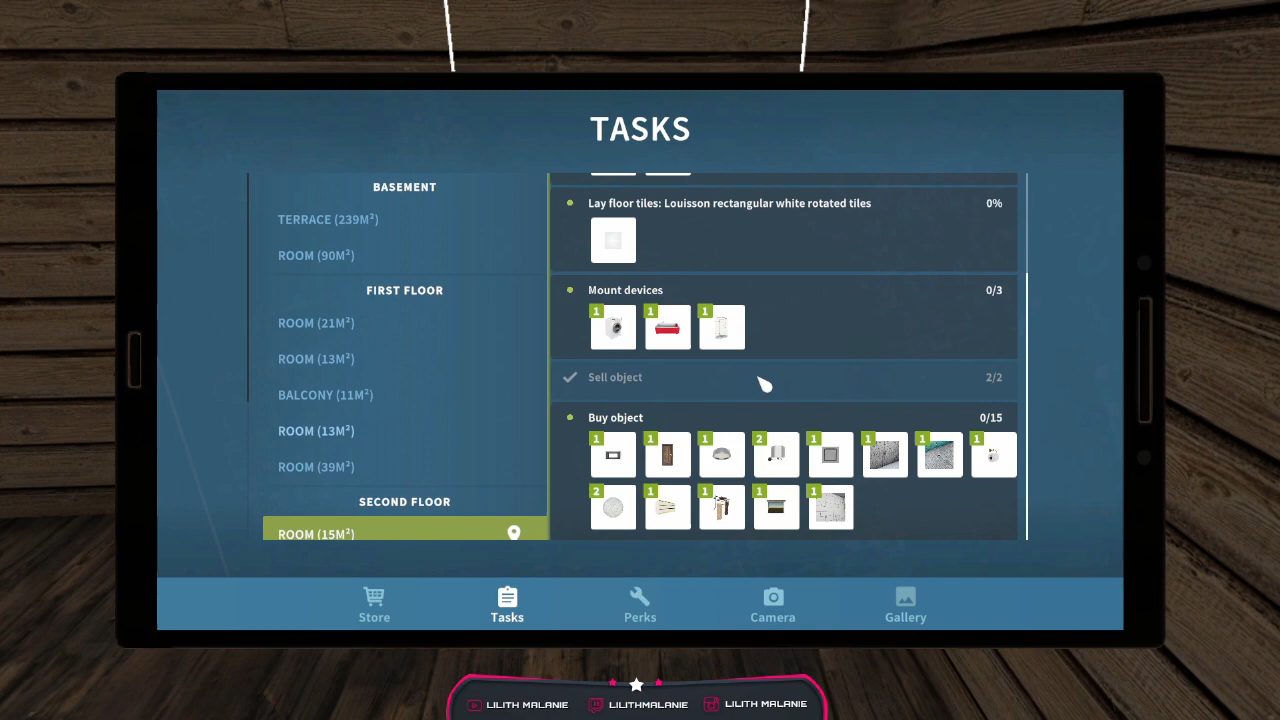 TASKS
BASEMENT
TERRACE (239M²)
ROOM (90M²)
FIRST FLOOR
ROOM (21M²)
ROOM (13M²)
BALCONY (11M²)
ROOM (13M²)
ROOM (39M²)
SECOND FLOOR
ROOM (15M²)
Lay floor tiles: Louisson rectangular white rotated tiles 0%
Mount devices 0/3
1 1 1
Sell object 2/2
Buy object 0/15
1 1 1 2 1 1 1 1
2 1 1 1 1
Store Tasks Perks Camera Gallery
LILITH MALANIE LILITHMALANIE LILITH MALANIE